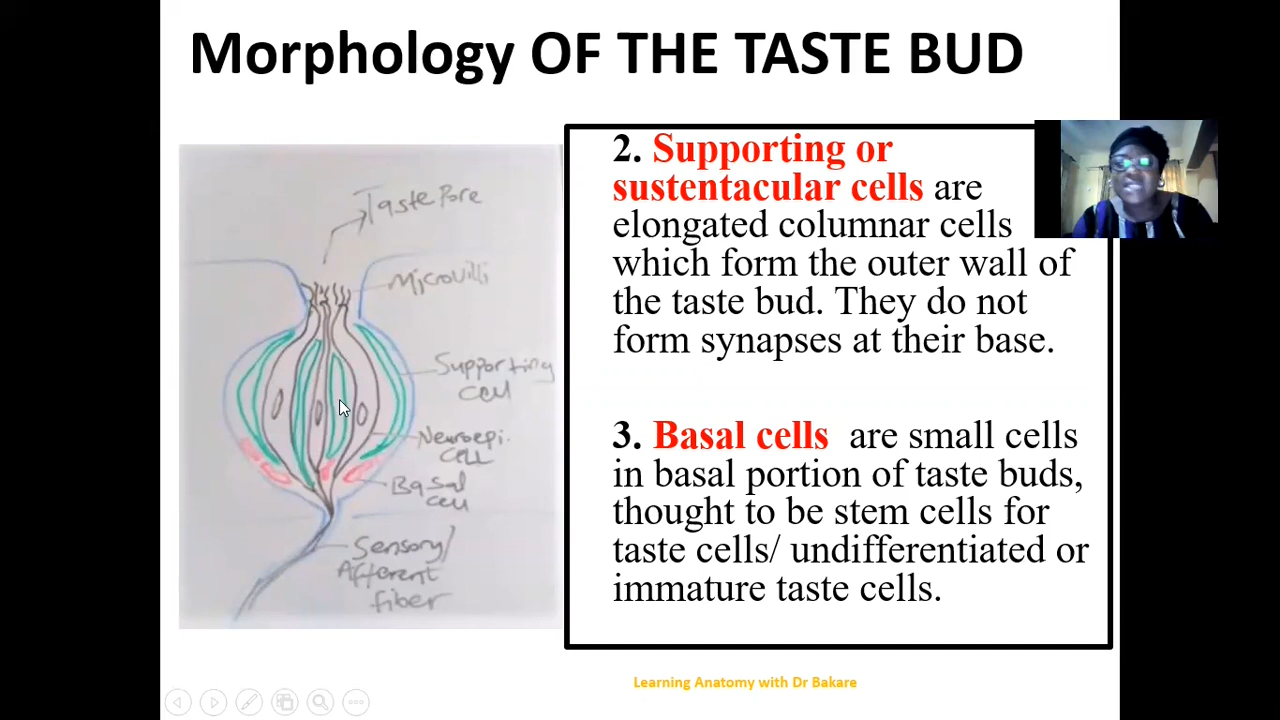 Morphology OF THE TASTE BUD
Taste Pore
Microvilli
Supporting
cell
Neuroepi.
CELL
Basal
cell
Sensory/
Afferent
fiber
2. Supporting or
sustentacular cells are
elongated columnar cells
which form the outer wall of
the taste bud. They do not
form synapses at their base.
3. Basal cells are small cells
in basal portion of taste buds,
thought to be stem cells for
taste cells/ undifferentiated or
immature taste cells.
Learning Anatomy with Dr Bakare